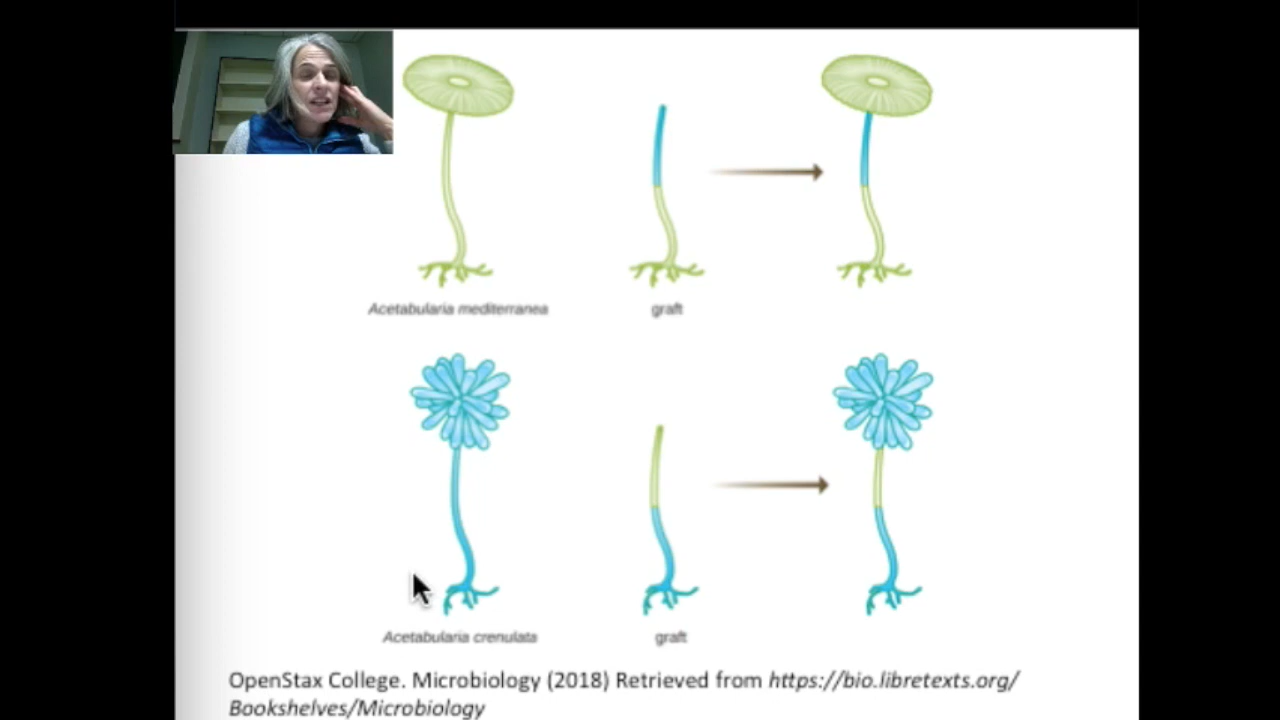 Acetabularia mediterranea
graft
Acetabularia crenulata
graft
OpenStax College. Microbiology (2018) Retrieved from https://bio.libretexts.org/
Bookshelves/Microbiology